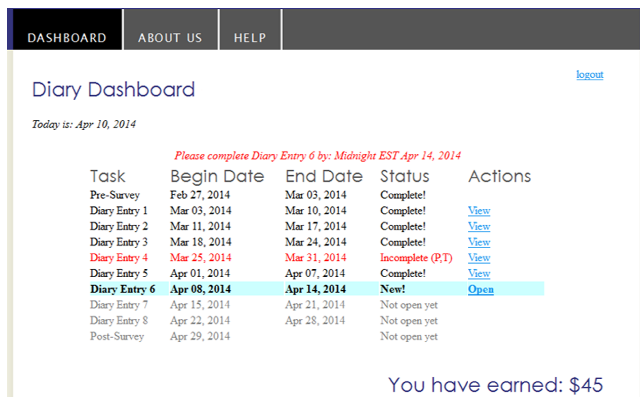 DASHBOARD ABOUT US HELP
logout
Diary Dashboard
Today is: Apr 10, 2014
Please complete Diary Entry 6 by: Midnight EST Apr 14, 2014
Task Begin Date End Date Status Actions
Pre-Survey Feb 27, 2014 Mar 03, 2014 Complete!
Diary Entry 1 Mar 03, 2014 Mar 10, 2014 Complete! View
Diary Entry 2 Mar 11, 2014 Mar 17, 2014 Complete! View
Diary Entry 3 Mar 18, 2014 Mar 24, 2014 Complete! View
Diary Entry 4 Mar 25, 2014 Mar 31, 2014 Incomplete (P,T) View
Diary Entry 5 Apr 01, 2014 Apr 07, 2014 Complete! View
Diary Entry 6 Apr 08, 2014 Apr 14, 2014 New! Open
Diary Entry 7 Apr 15, 2014 Apr 21, 2014 Not open yet
Diary Entry 8 Apr 22, 2014 Apr 28, 2014 Not open yet
Post-Survey Apr 29, 2014 Not open yet
You have earned: $45